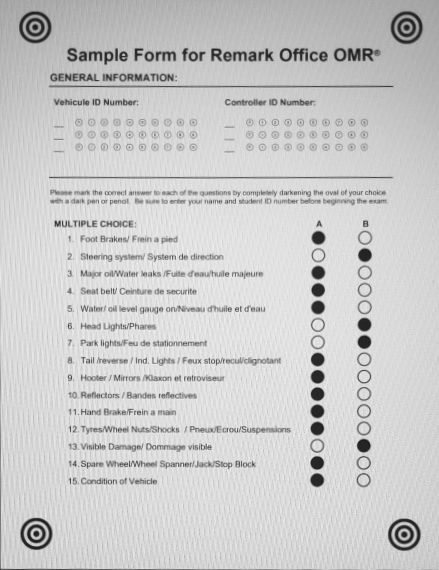 Sample Form for Remark Office OMR®
GENERAL INFORMATION:
Vehicule ID Number: Controller ID Number:
Please mark the correct answer to each of the questions by completely darkening the oval of your choice
with a dark pen or pencil. Be sure to enter your name and student ID number before beginning the exam.
MULTIPLE CHOICE: A B
1. Foot Brakes/ Frein a pied
2. Steering system/ System de direction
3. Major oil/Water leaks /Fuite d'eau/huile majeure
4. Seat belt/ Ceinture de securite
5. Water/ oil level gauge on/Niveau d'huile et d'eau
6. Head Lights/Phares
7. Park lights/Feu de stationnement
8. Tail /reverse / Ind. Lights / Feux stop/recul/clignotant
9. Hooter / Mirrors /Klaxon et retroviseur
10. Reflectors / Bandes reflectives
11. Hand Brake/Frein a main
12. Tyres/Wheel Nuts/Shocks / Pneux/Ecrou/Suspensions
13. Visible Damage/ Dommage visible
14. Spare Wheel/Wheel Spanner/Jack/Stop Block
15. Condition of Vehicle